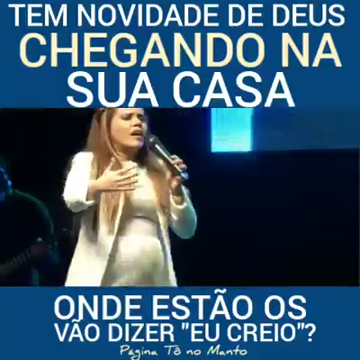 TEM NOVIDADE DE DEUS
CHEGANDO NA
SUA CASA
ONDE ESTÃO OS
VÃO DIZER "EU CREIO"?
Pagina Tô no Manto